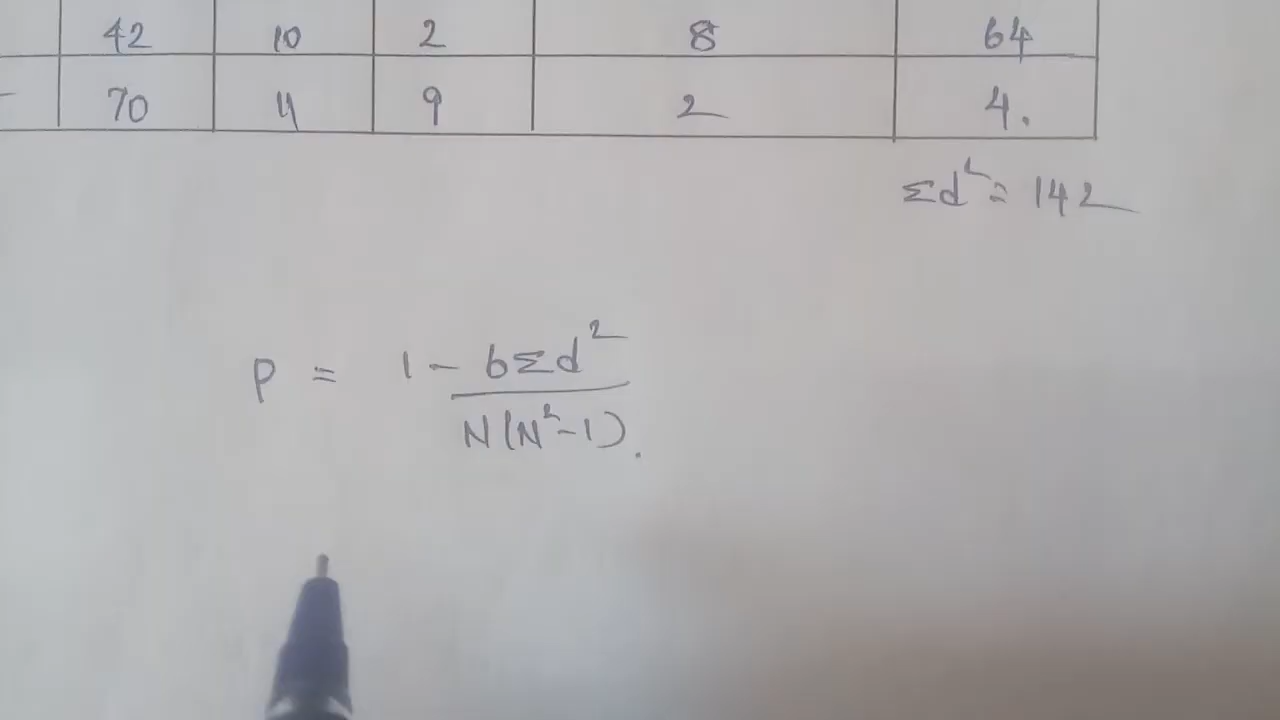 42 10 2 8 64
70 11 9 2 4.
Σd² = 142
P = 1 - 6Σd²
N(N²-1).